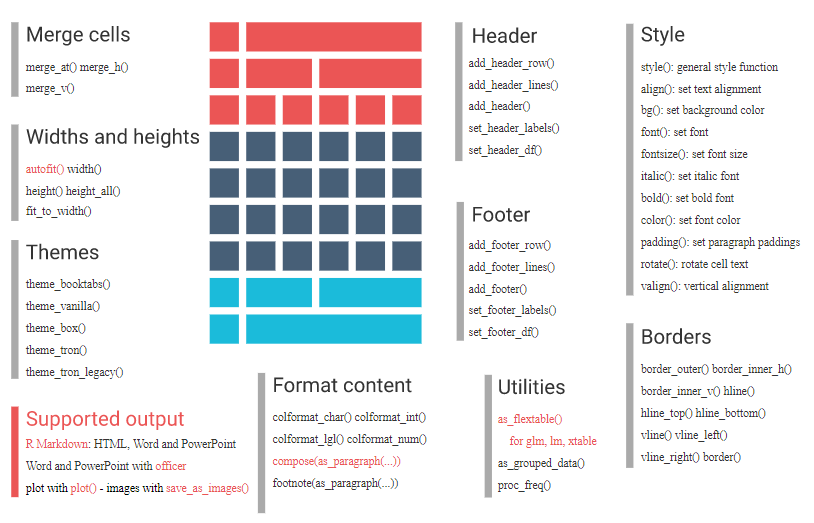 Merge cells
merge_at() merge_h()
merge_v()
Widths and heights
autofit() width()
height() height_all()
fit_to_width()
Themes
theme_booktabs()
theme_vanilla()
theme_box()
theme_tron()
theme_tron_legacy()
Supported output
R Markdown: HTML, Word and PowerPoint
Word and PowerPoint with officer
plot with plot() - images with save_as_images()
Format content
colformat_char() colformat_int()
colformat_lgl() colformat_num()
compose(as_paragraph(...))
footnote(as_paragraph(...))
Header
add_header_row()
add_header_lines()
add_header()
set_header_labels()
set_header_df()
Footer
add_footer_row()
add_footer_lines()
add_footer()
set_footer_labels()
set_footer_df()
Utilities
as_flextable()
for glm, lm, xtable
as_grouped_data()
proc_freq()
Style
style(): general style function
align(): set text alignment
bg(): set background color
font(): set font
fontsize(): set font size
italic(): set italic font
bold(): set bold font
color(): set font color
padding(): set paragraph paddings
rotate(): rotate cell text
valign(): vertical alignment
Borders
border_outer() border_inner_h()
border_inner_v() hline()
hline_top() hline_bottom()
vline() vline_left()
vline_right() border()